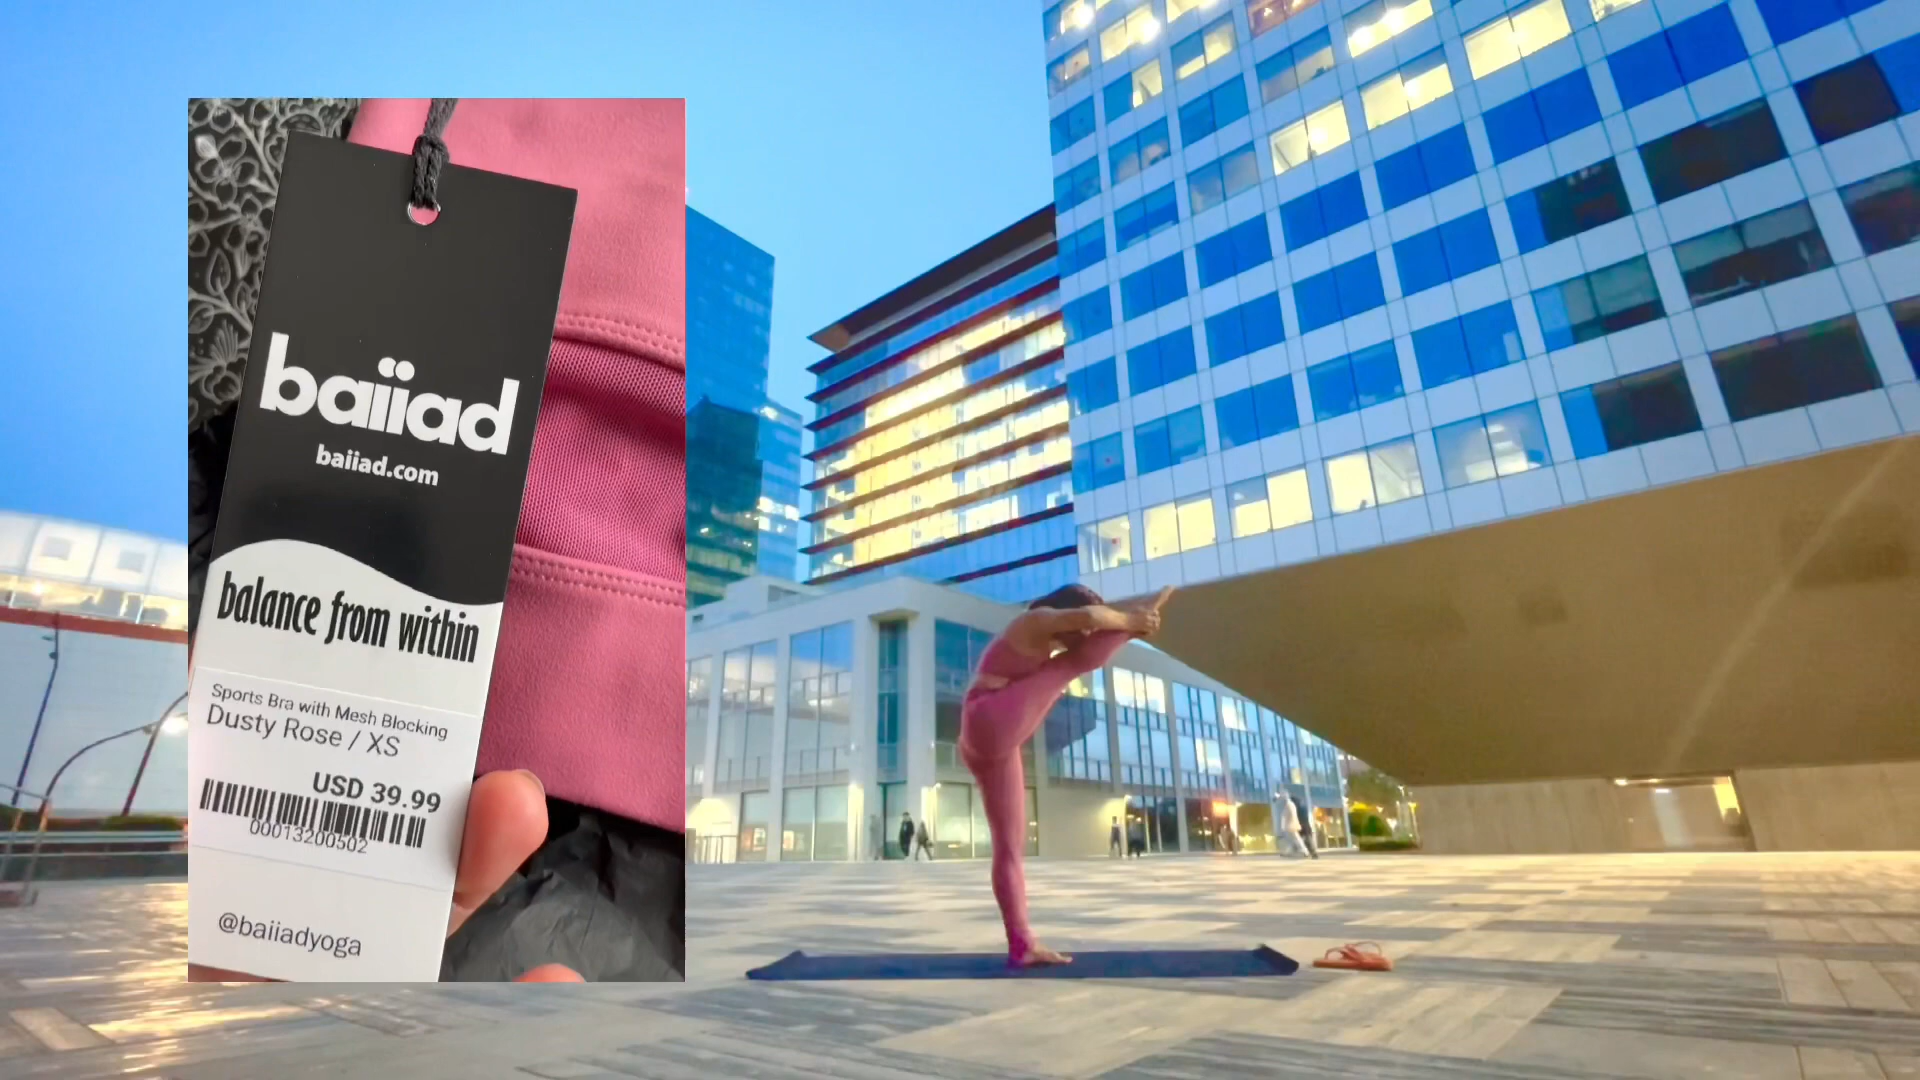 baiiad
baiiad.com
balance from within
Sports Bra with Mesh Blocking
Dusty Rose / XS
USD 39.99
00013200502
@baiiadyoga